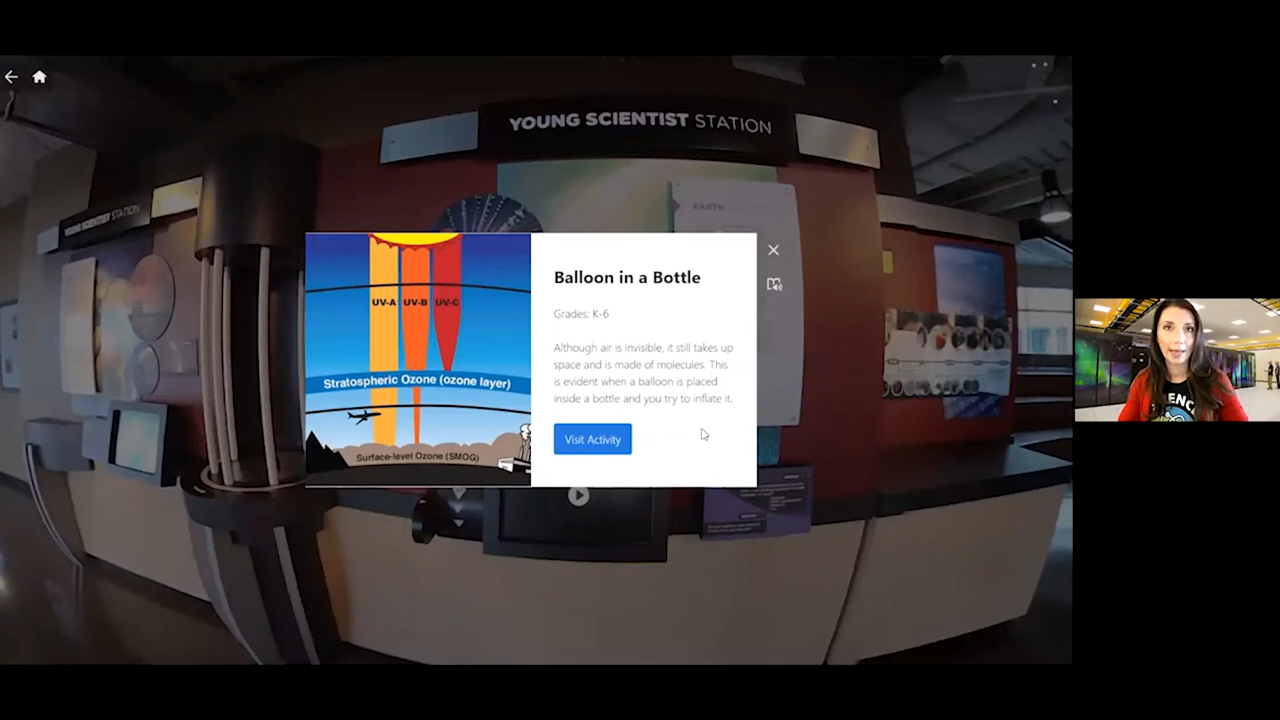 YOUNG SCIENTIST STATION
YOUNG SCIENTIST STATION
EARTH
UV-A UV-B UV-C
Stratospheric Ozone (ozone layer)
Surface-level Ozone (SMOG)
Balloon in a Bottle
Grades: K-6
Although air is invisible, it still takes up
space and is made of molecules. This
is evident when a balloon is placed
inside a bottle and you try to inflate it.
Visit Activity